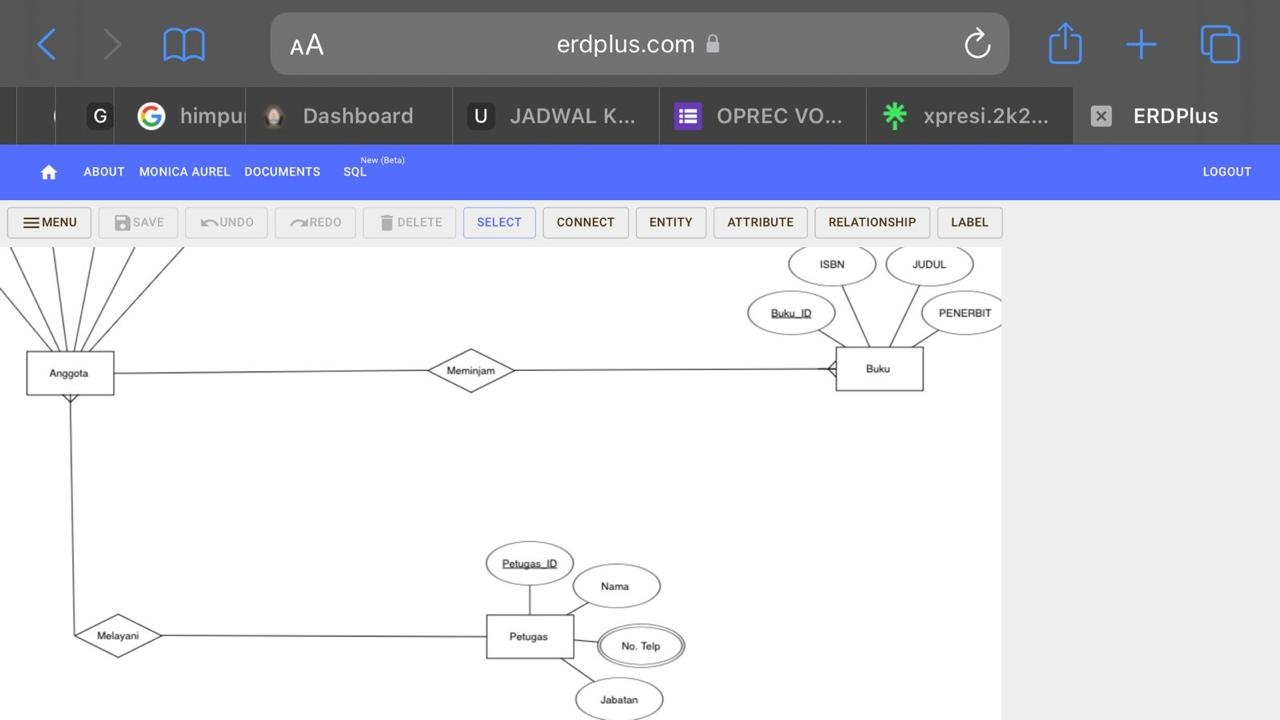 AA
erdplus.com
G
himpu
Dashboard
U
JADWAL K...
OPREC VO...
xpresi.2k2...
ERDPlus
ABOUT
MONICA AUREL
DOCUMENTS
SQL
New (Beta)
LOGOUT
MENU
SAVE
UNDO
REDO
DELETE
SELECT
CONNECT
ENTITY
ATTRIBUTE
RELATIONSHIP
LABEL
ISBN
JUDUL
Buku_ID
PENERBIT
Anggota
Meminjam
Buku
Petugas_ID
Nama
Melayani
Petugas
No. Telp
Jabatan